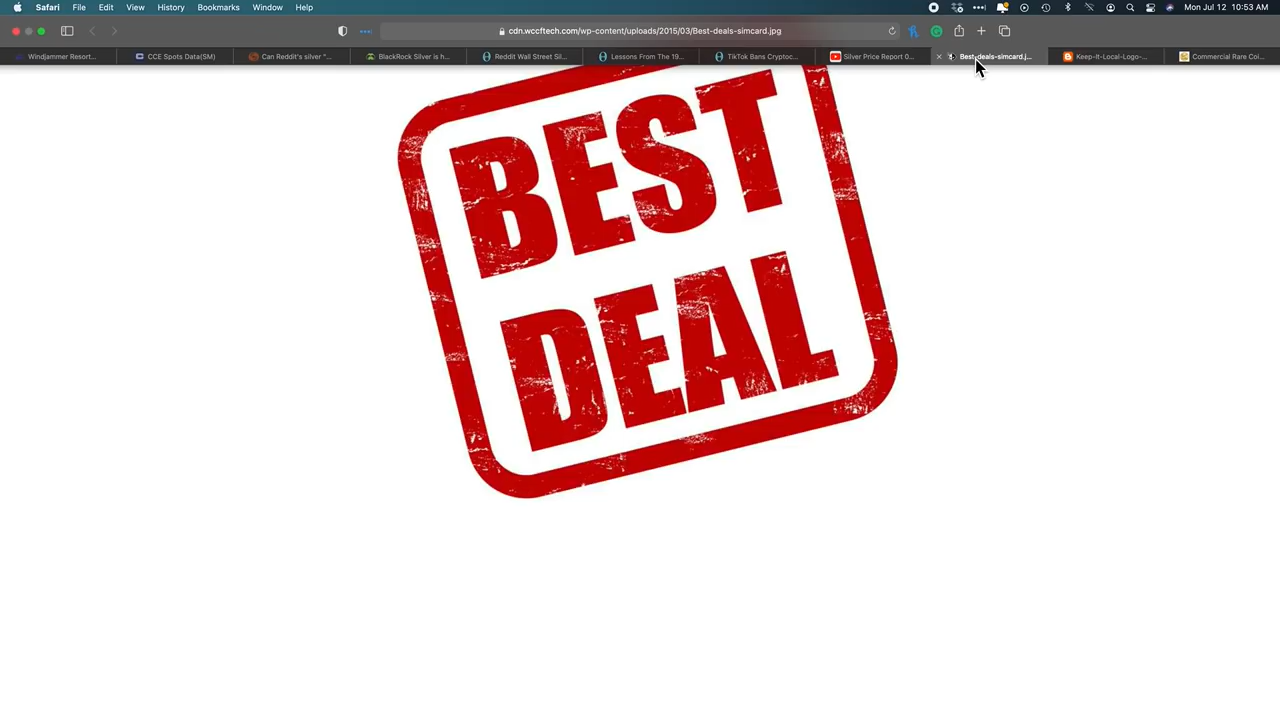 Safari File Edit View History Bookmarks Window Help Mon Jul 12 10:53 AM
cdn.wccftech.com/wp-content/uploads/2015/03/Best-deals-simcard.jpg
Windjammer Resort... CCE Spots Data(SM) Can Reddit's silver "... BlackRock Silver is h... Reddit Wall Street Sil... Lessons From The 19... TikTok Bans Cryptoc... Silver Price Report 0... Best-deals-simcard.j... Keep-It-Local-Logo-... Commercial Rare Coi...
BEST
DEAL